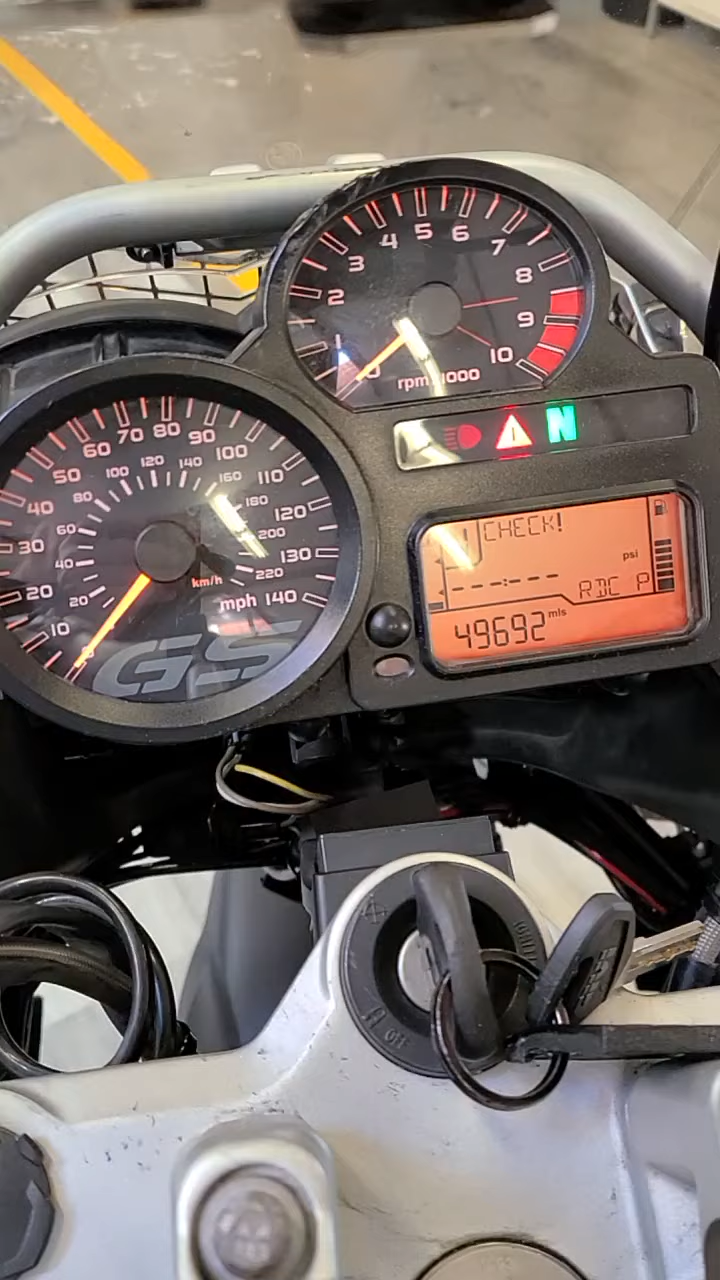 0 1 2 3 4 5 6 7 8 9 10
rpm x1000
N
10 20 30 40 50 60 70 80 90 100 110 120 130 140
20 40 60 80 100 120 140 160 180 200 220
km/h
mph
GS
CHECK!
psi
--:--
RDC P
49692 mls
OFF